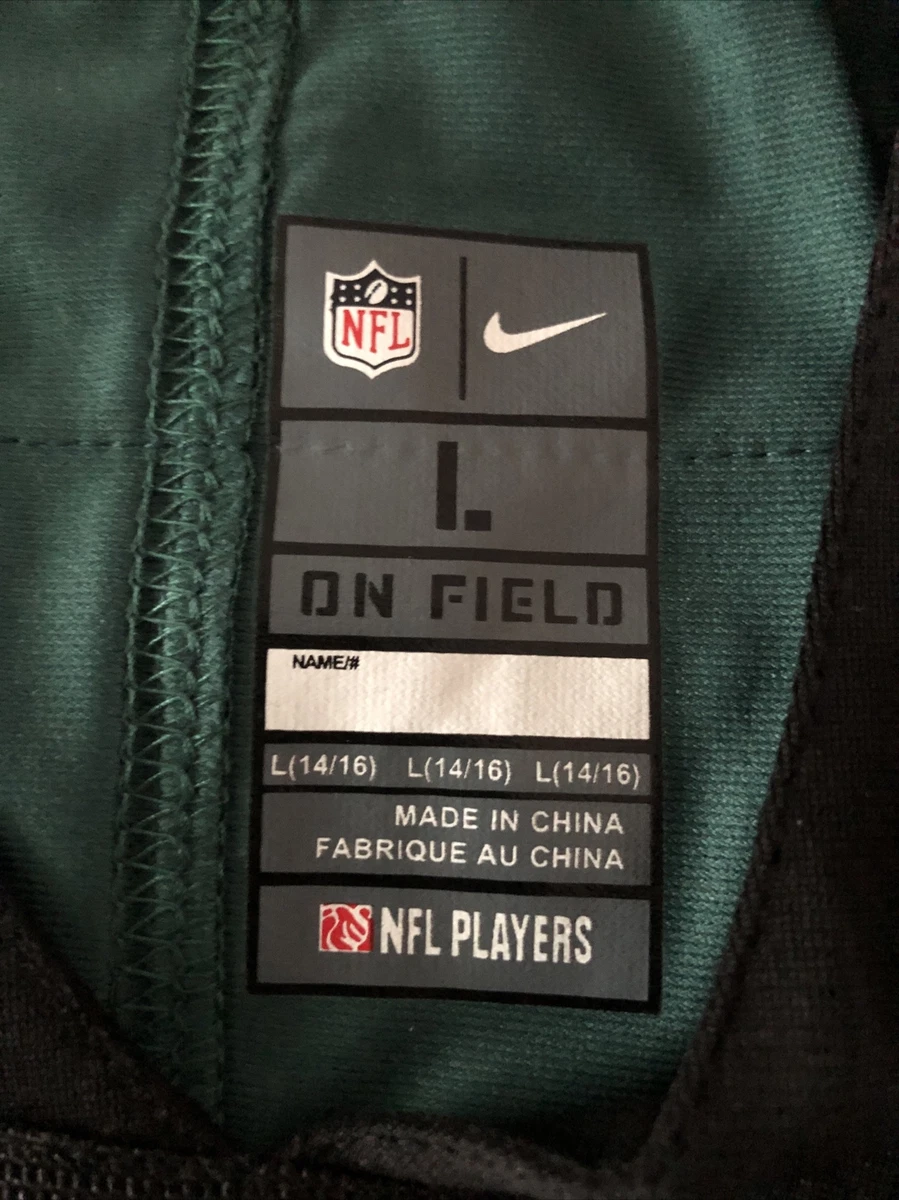 NFL
L
ON FIELD
NAME/#
L(14/16) L(14/16) L(14/16)
MADE IN CHINA
FABRIQUE AU CHINA
NFL PLAYERS